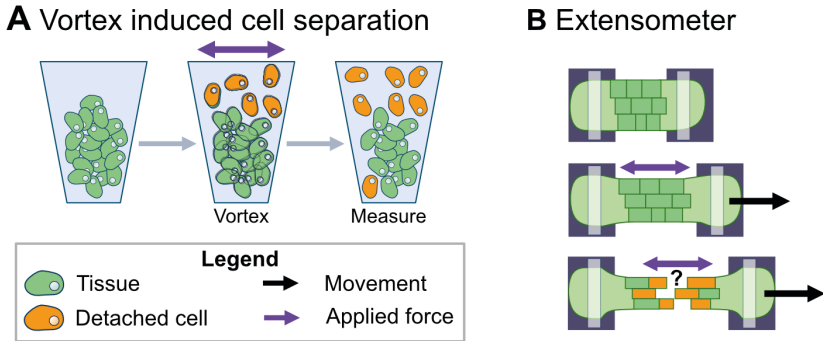 A Vortex induced cell separation
B Extensometer
Vortex
Measure
?
Legend
Tissue
Movement
Detached cell
Applied force